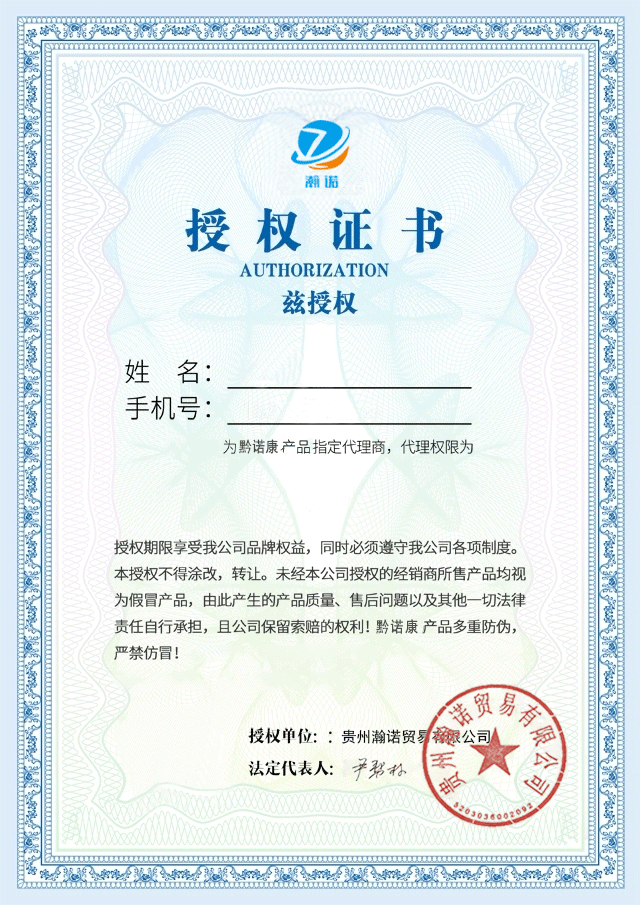 瀚诺
授权证书
AUTHORIZATION
兹授权
姓 名：
手机号：
为黔诺康产品指定代理商，代理权限为
授权期限享受我公司品牌权益，同时必须遵守我公司各项制度。
本授权不得涂改，转让。未经本公司授权的经销商所售产品均视
为假冒产品，由此产生的产品质量、售后问题以及其他一切法律
责任自行承担，且公司保留索赔的权利！黔诺康 产品多重防伪，
严禁仿冒！
授权单位：：贵州瀚诺贸易有限公司
法定代表人：
贵州瀚诺贸易有限公司
5203036002092